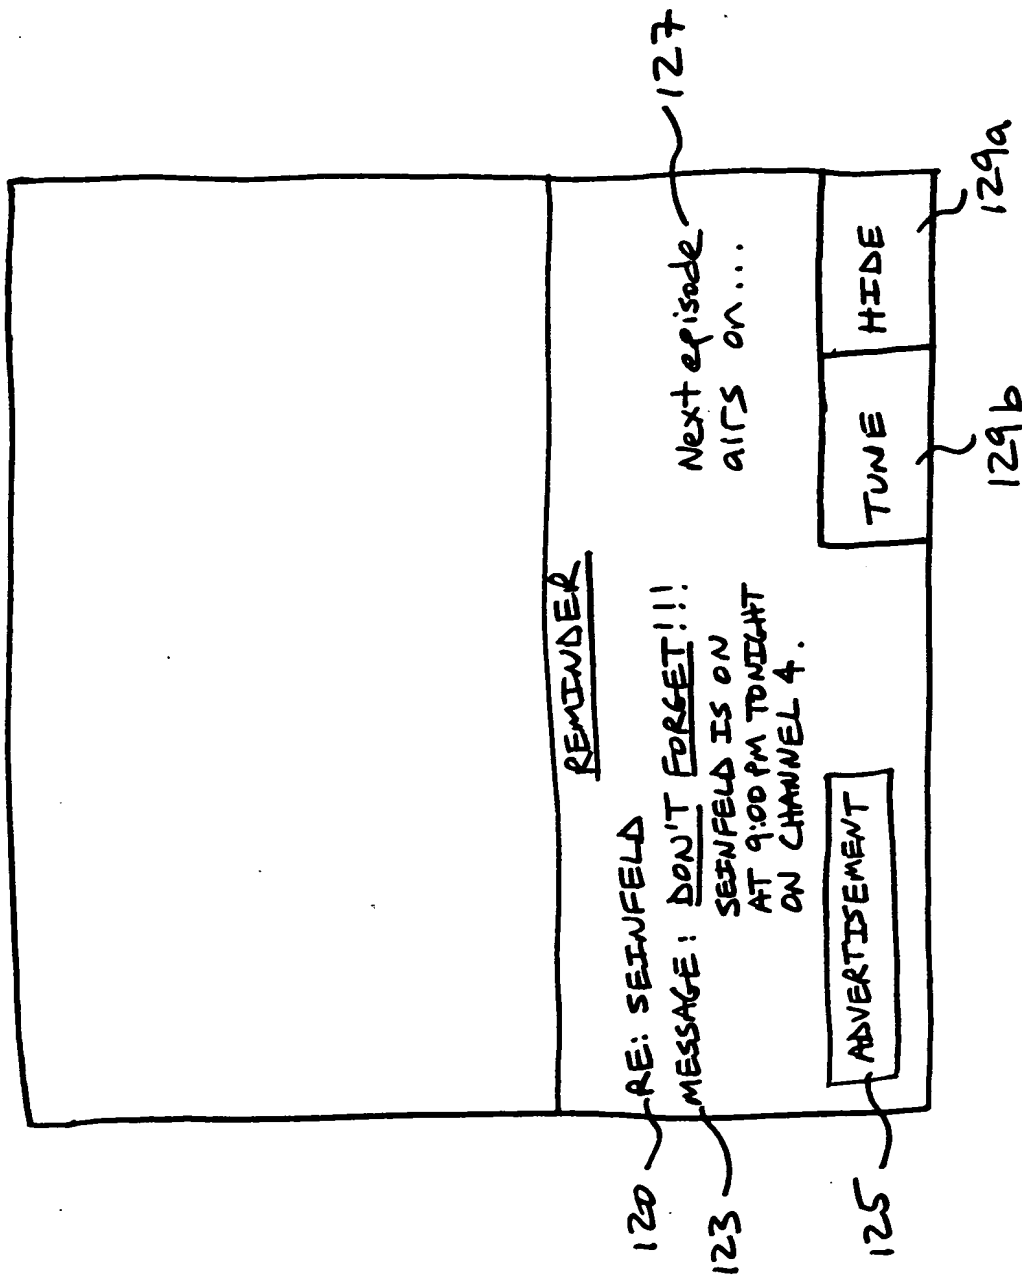 REMINDER
120
RE: SEINFELD
123
MESSAGE: DON'T FORGET!!!
SEINFELD IS ON
AT 9:00 PM TONIGHT
ON CHANNEL 4.
Next episode
airs on...
127
125
ADVERTISEMENT
TUNE
HIDE
129b
129a